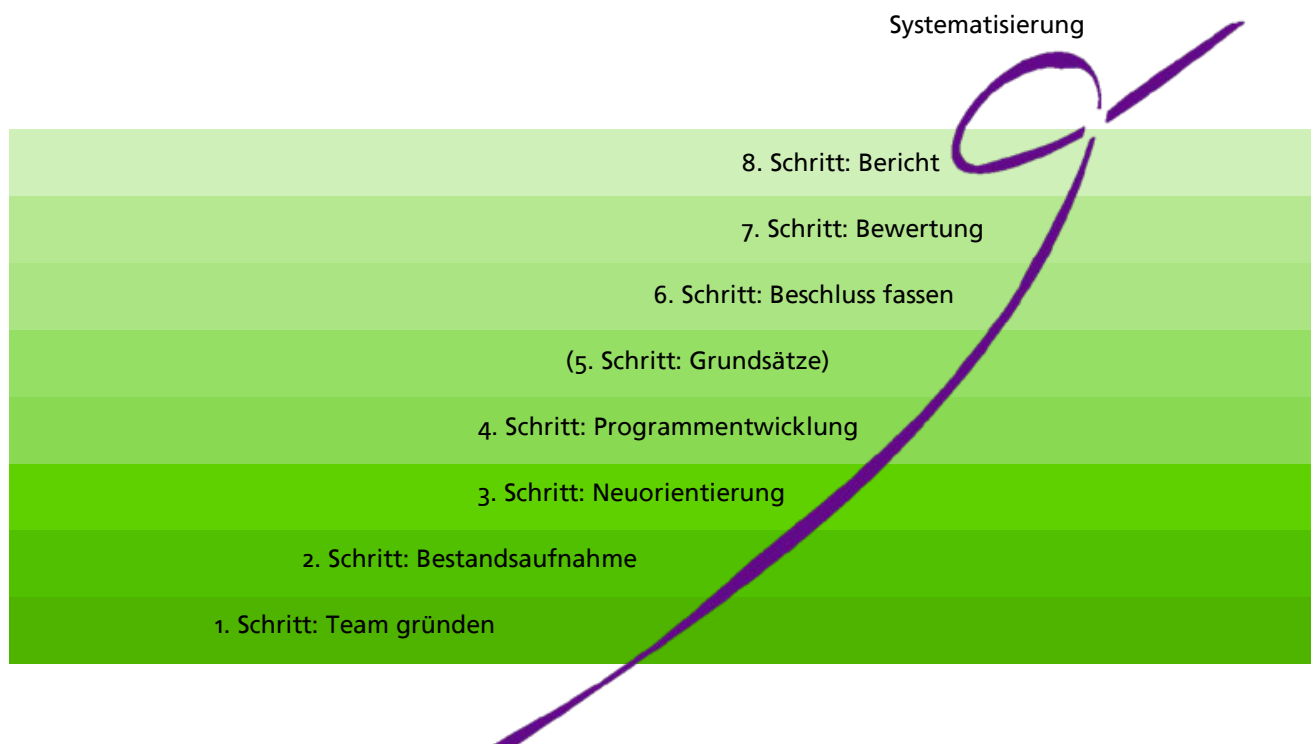 Systematisierung
8. Schritt: Bericht
7. Schritt: Bewertung
6. Schritt: Beschluss fassen
(5. Schritt: Grundsätze)
4. Schritt: Programmentwicklung
3. Schritt: Neuorientierung
2. Schritt: Bestandsaufnahme
1. Schritt: Team gründen